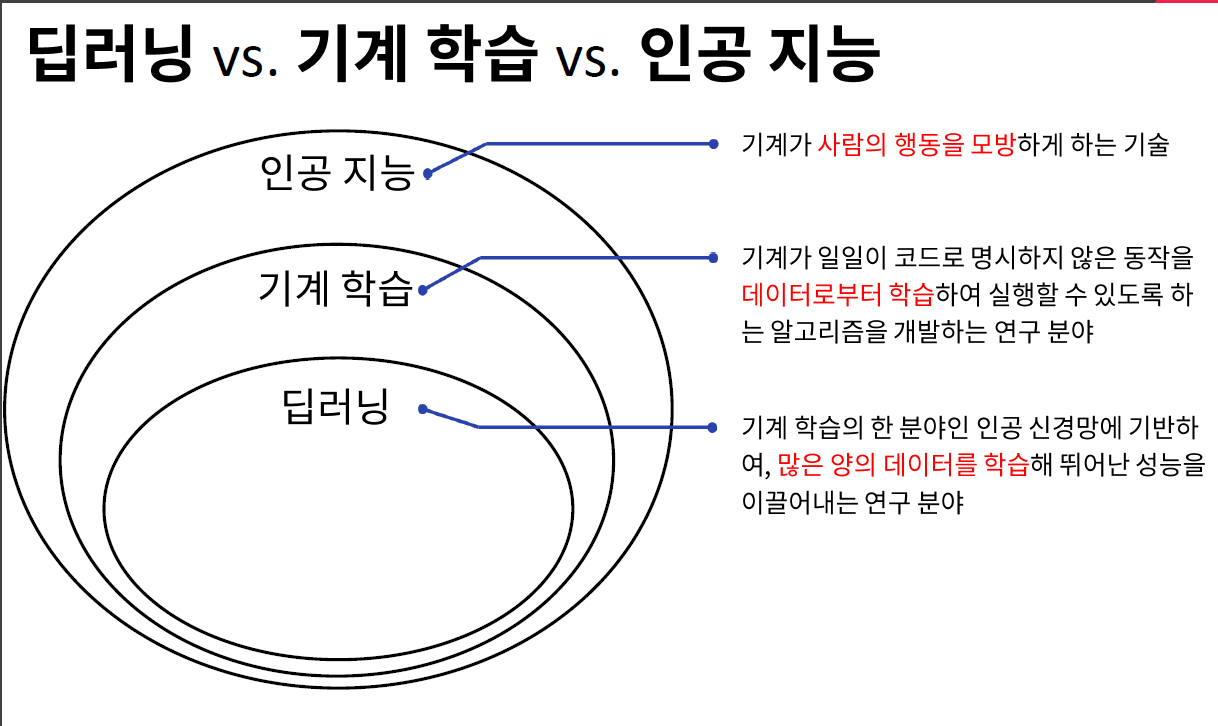 딥러닝 vs. 기계 학습 vs. 인공 지능
인공 지능
기계가 사람의 행동을 모방하게 하는 기술
기계 학습
기계가 일일이 코드로 명시하지 않은 동작을
데이터로부터 학습하여 실행할 수 있도록 하
는 알고리즘을 개발하는 연구 분야
딥러닝
기계 학습의 한 분야인 인공 신경망에 기반하
여, 많은 양의 데이터를 학습해 뛰어난 성능을
이끌어내는 연구 분야